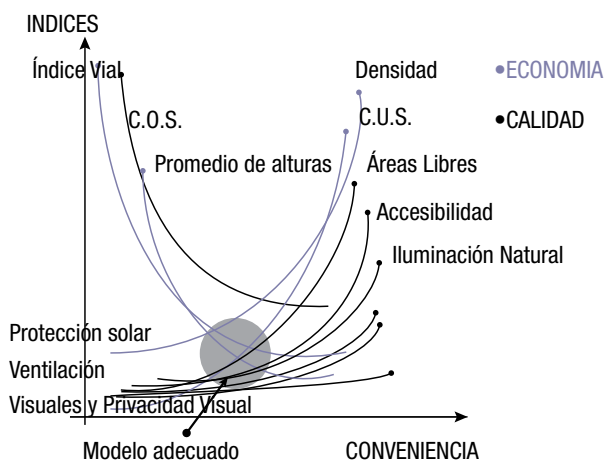 INDICES
Índice Vial
Densidad
ECONOMIA
C.O.S.
C.U.S.
CALIDAD
Promedio de alturas
Áreas Libres
Accesibilidad
Iluminación Natural
Protección solar
Ventilación
Visuales y Privacidad Visual
Modelo adecuado
CONVENIENCIA